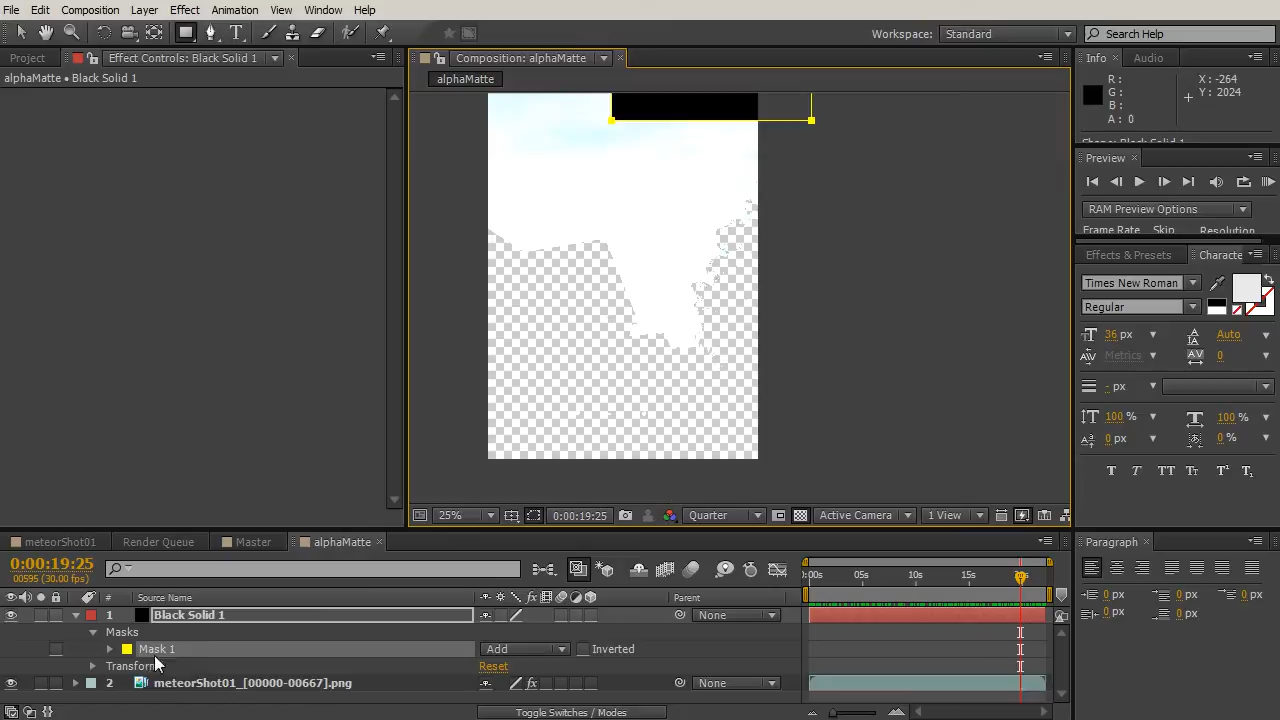 File Edit Composition Layer Effect Animation View Window Help
Workspace: Standard Search Help
Project Effect Controls: Black Solid 1 Composition: alphaMatte Info Audio
alphaMatte • Black Solid 1 alphaMatte
R: X: -264
G: Y: 2024
B:
A: 0
Preview
RAM Preview Options
Frame Rate Skip Resolution
Effects & Presets Characte
Times New Roman
Regular
36 px Auto
Metrics 0
- px
100 % 100 %
0 px 0 %
T T TT Tt T¹ T₁
25% 0:00:19:25 Quarter Active Camera 1 View
meteorShot01 Render Queue Master alphaMatte Paragraph
0:00:19:25
00595 (30.00 fps)
:00s 05s 10s 15s
# Source Name Parent
1 Black Solid 1 None
Masks
Mask 1 Add Inverted
Transform Reset
2 meteorShot01_[00000-00667].png None
0 px 0 px 0 px
0 px 0 px
Toggle Switches / Modes